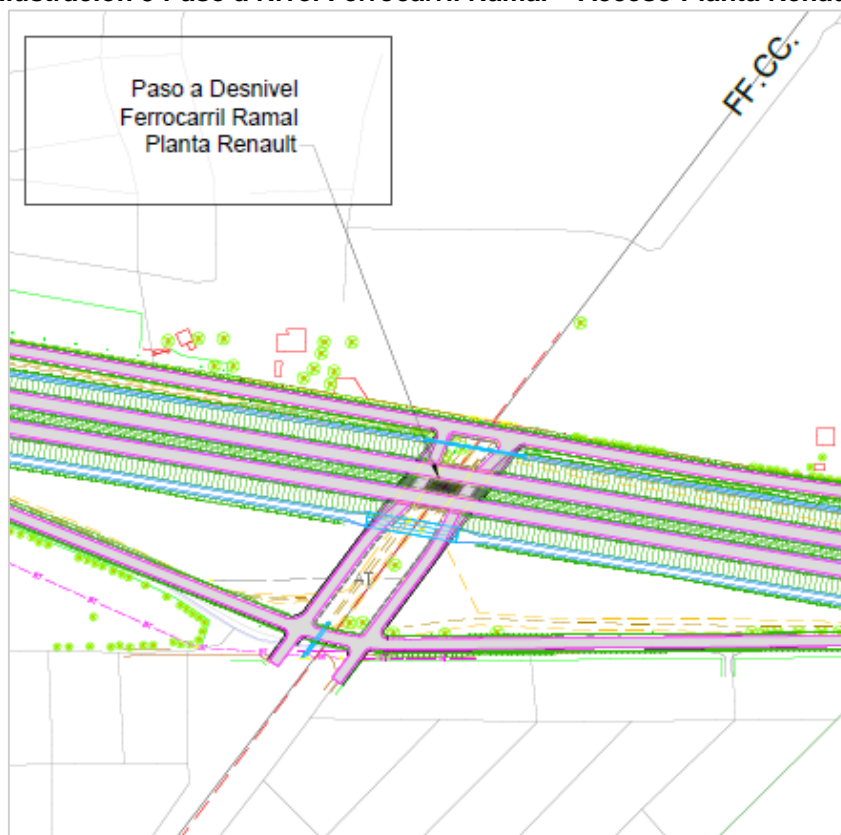 Paso a Desnivel
Ferrocarril Ramal
Planta Renault
FF.CC.
AT